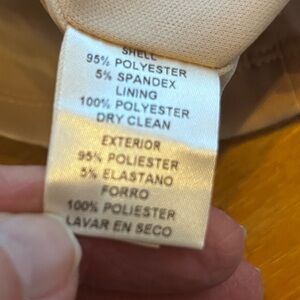 SHELL
95% POLYESTER
5% SPANDEX
LINING
100% POLYESTER
DRY CLEAN
EXTERIOR
95% POLIESTER
5% ELASTANO
FORRO
100% POLIESTER
LAVAR EN SECO